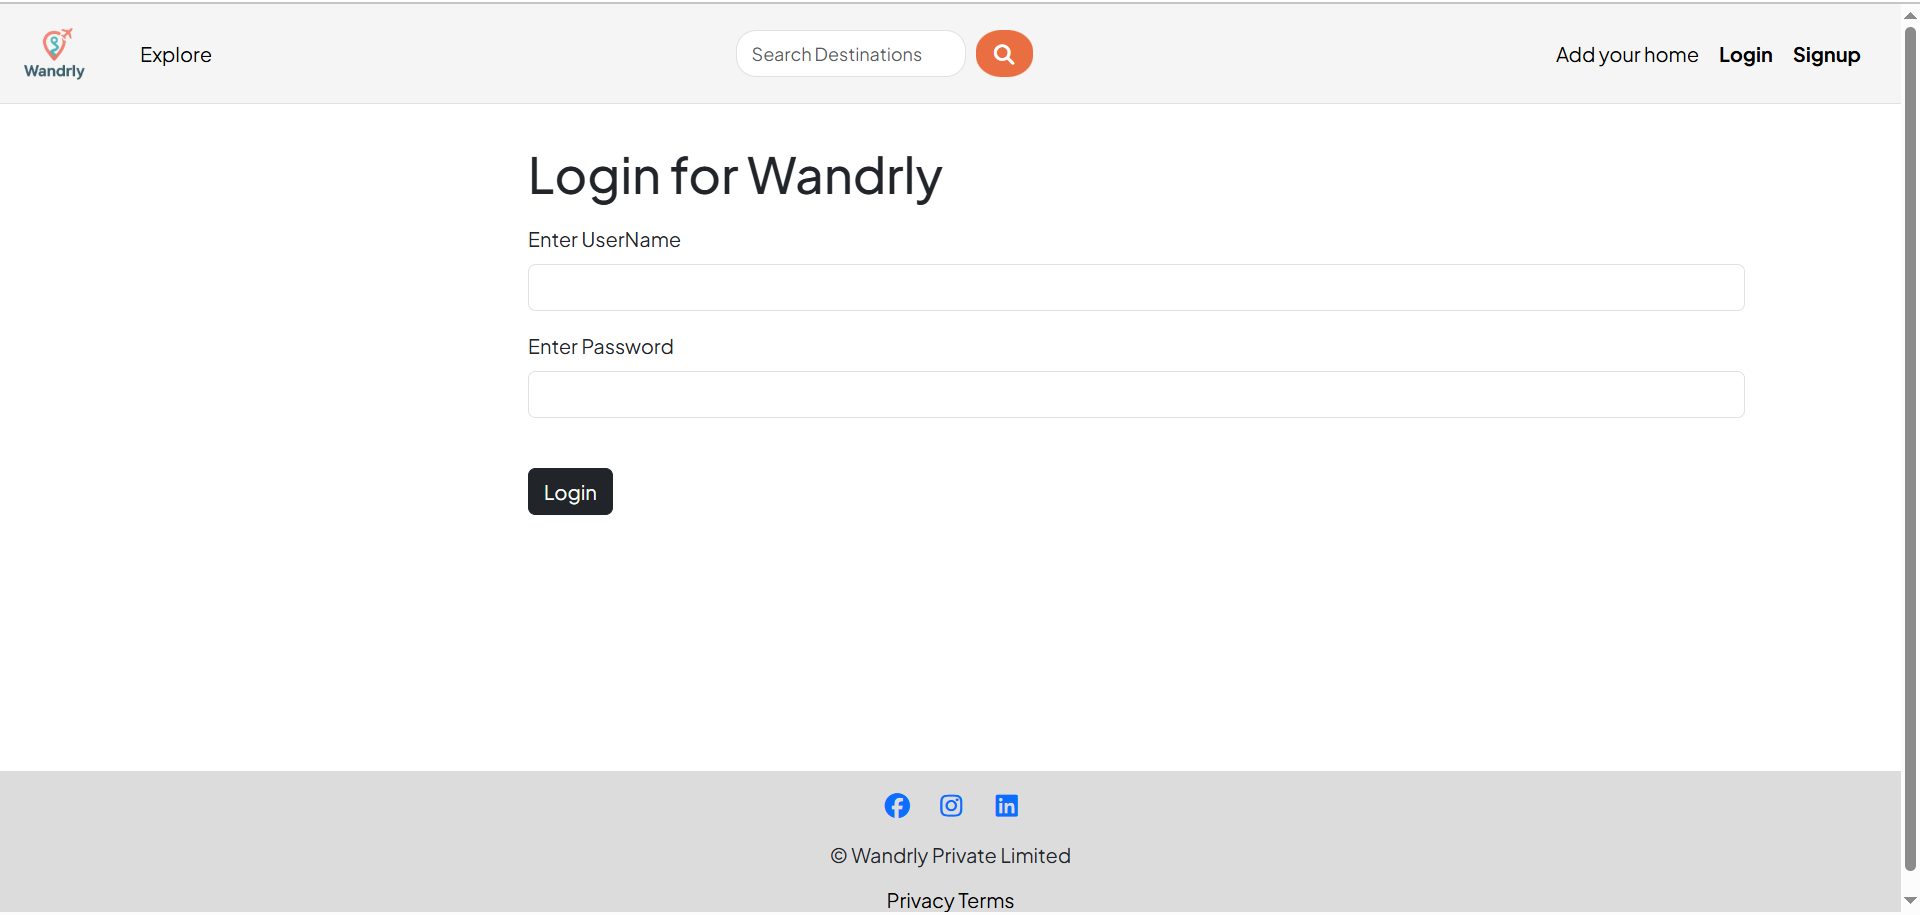 Wandrly
Explore
Search Destinations
Add your home
Login
Signup
Login for Wandrly
Enter UserName
Enter Password
Login
© Wandrly Private Limited
Privacy Terms